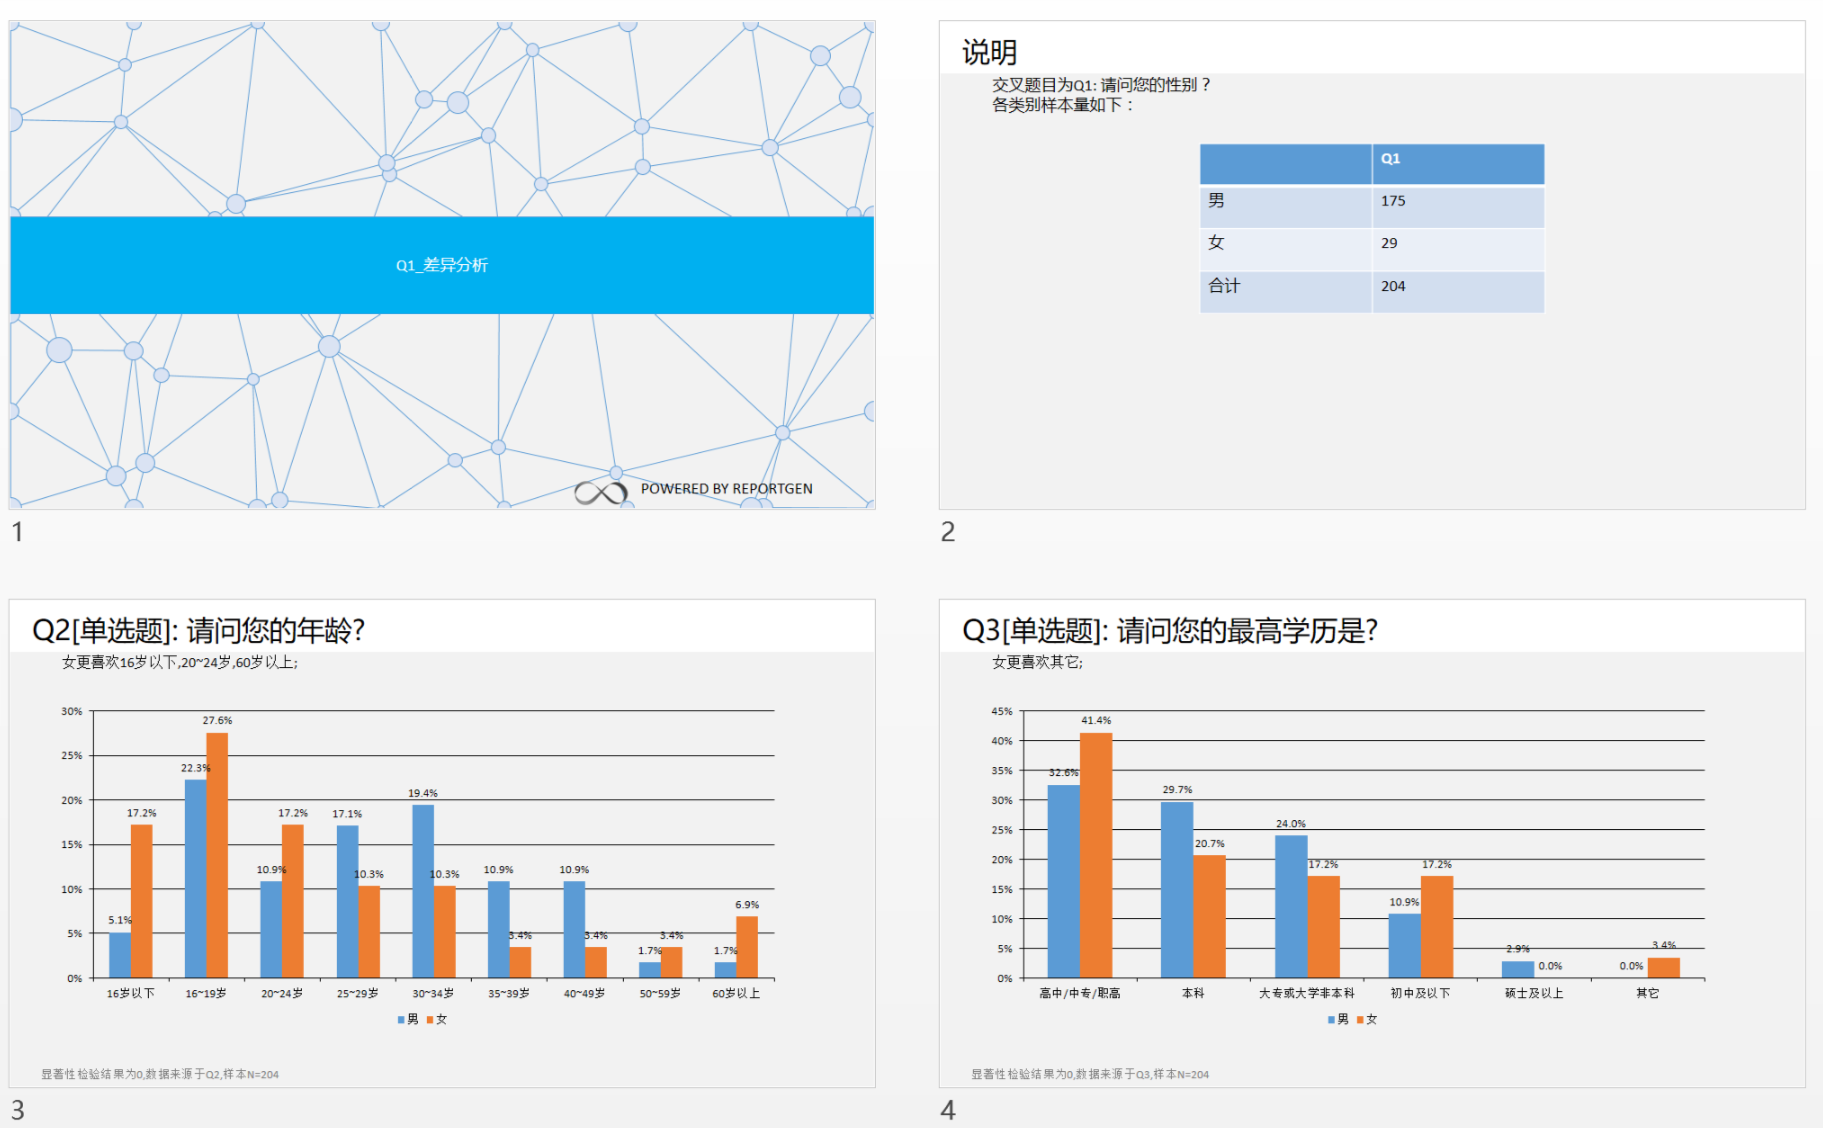 Q1_差异分析
POWERED BY REPORTGEN
1
说明
交叉题目为Q1: 请问您的性别？
各类别样本量如下：
Q1
男 175
女 29
合计 204
2
Q2[单选题]: 请问您的年龄?
女更喜欢16岁以下,20~24岁,60岁以上;
30%
25%
20%
15%
10%
5%
0%
5.1% 17.2% 22.3% 27.6% 10.9% 17.2% 17.1% 10.3% 19.4% 10.3% 10.9% 3.4% 10.9% 3.4% 1.7% 3.4% 1.7% 6.9%
16岁以下 16~19岁 20~24岁 25~29岁 30~34岁 35~39岁 40~49岁 50~59岁 60岁以上
男 女
显著性检验结果为0,数据来源于Q2,样本N=204
3
Q3[单选题]: 请问您的最高学历是?
女更喜欢其它;
45%
40%
35%
30%
25%
20%
15%
10%
5%
0%
32.6% 41.4% 29.7% 20.7% 24.0% 17.2% 10.9% 17.2% 2.9% 0.0% 0.0% 3.4%
高中/中专/职高 本科 大专或大学非本科 初中及以下 硕士及以上 其它
男 女
显著性检验结果为0,数据来源于Q3,样本N=204
4